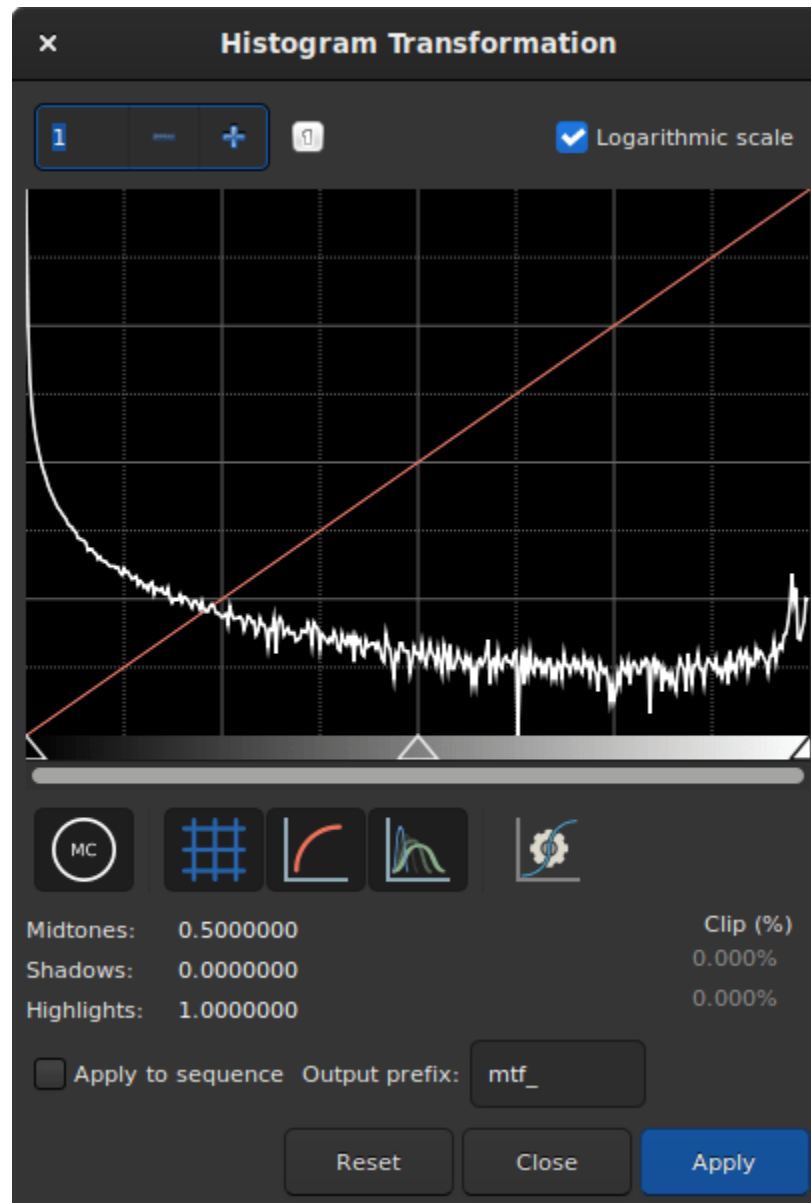 × Histogram Transformation
1 − + 1 Logarithmic scale
MC
Midtones: 0.5000000 Clip (%)
Shadows: 0.0000000 0.000%
Highlights: 1.0000000 0.000%
Apply to sequence Output prefix: mtf_
Reset Close Apply